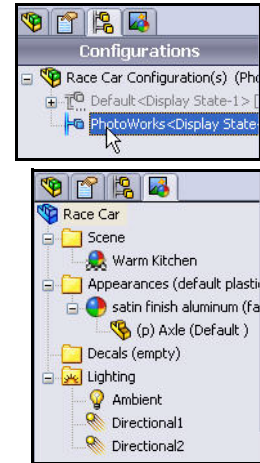 Configurations
Race Car Configuration(s) (Pho
Default<Display State-1> [
PhotoWorks<Display State-
Race Car
Scene
Warm Kitchen
Appearances (default plasti
satin finish aluminum (fa
(p) Axle (Default )
Decals (empty)
Lighting
Ambient
Directional1
Directional2